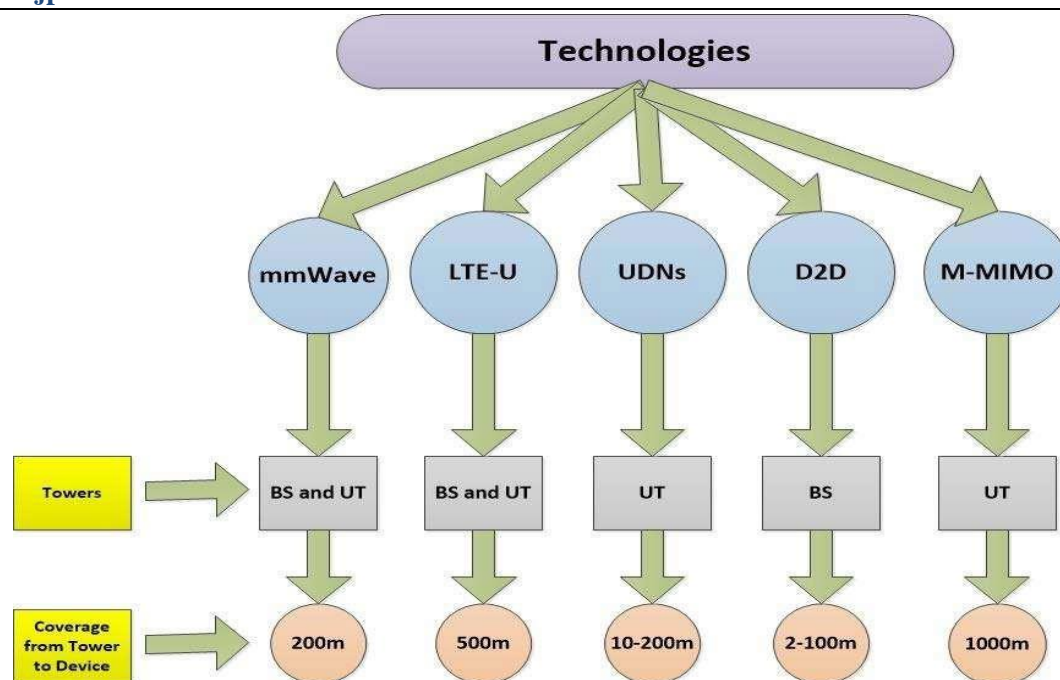 Technologies
mmWave
LTE-U
UDNs
D2D
M-MIMO
Towers
BS and UT
BS and UT
UT
BS
UT
Coverage
from Tower
to Device
200m
500m
10-200m
2-100m
1000m